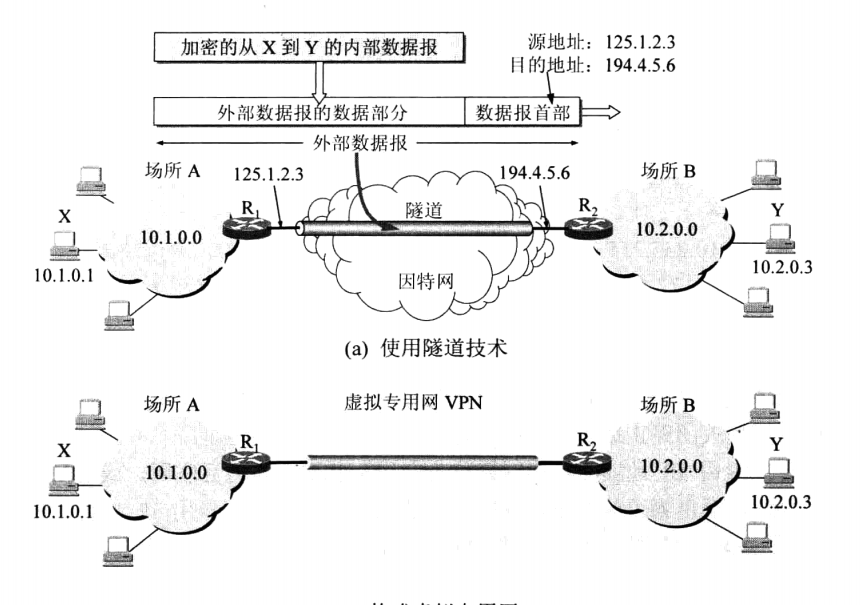 加密的从 X 到 Y 的内部数据报
源地址：125.1.2.3
目的地址：194.4.5.6
外部数据报的数据部分
数据报首部
外部数据报
场所 A
125.1.2.3
194.4.5.6
场所 B
X
R1
隧道
R2
Y
10.1.0.0
10.2.0.0
10.1.0.1
因特网
10.2.0.3
(a) 使用隧道技术
场所 A
虚拟专用网 VPN
场所 B
X
R1
R2
Y
10.1.0.0
10.2.0.0
10.1.0.1
10.2.0.3